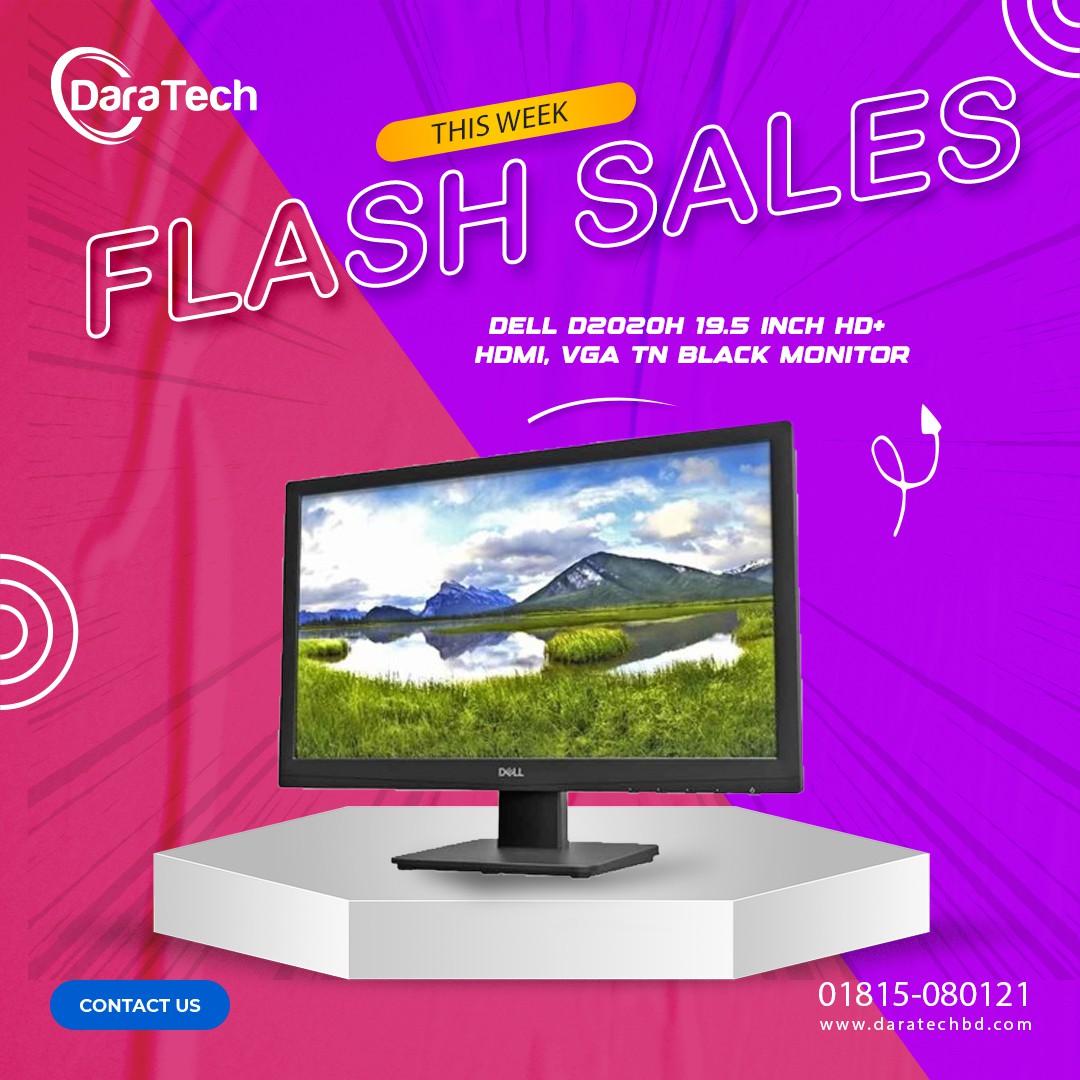 DaraTech
THIS WEEK
FLASH SALES
DELL D2020H 19.5 INCH HD+
HDMI, VGA TN BLACK MONITOR
DELL
CONTACT US
01815-080121
www.daratechbd.com